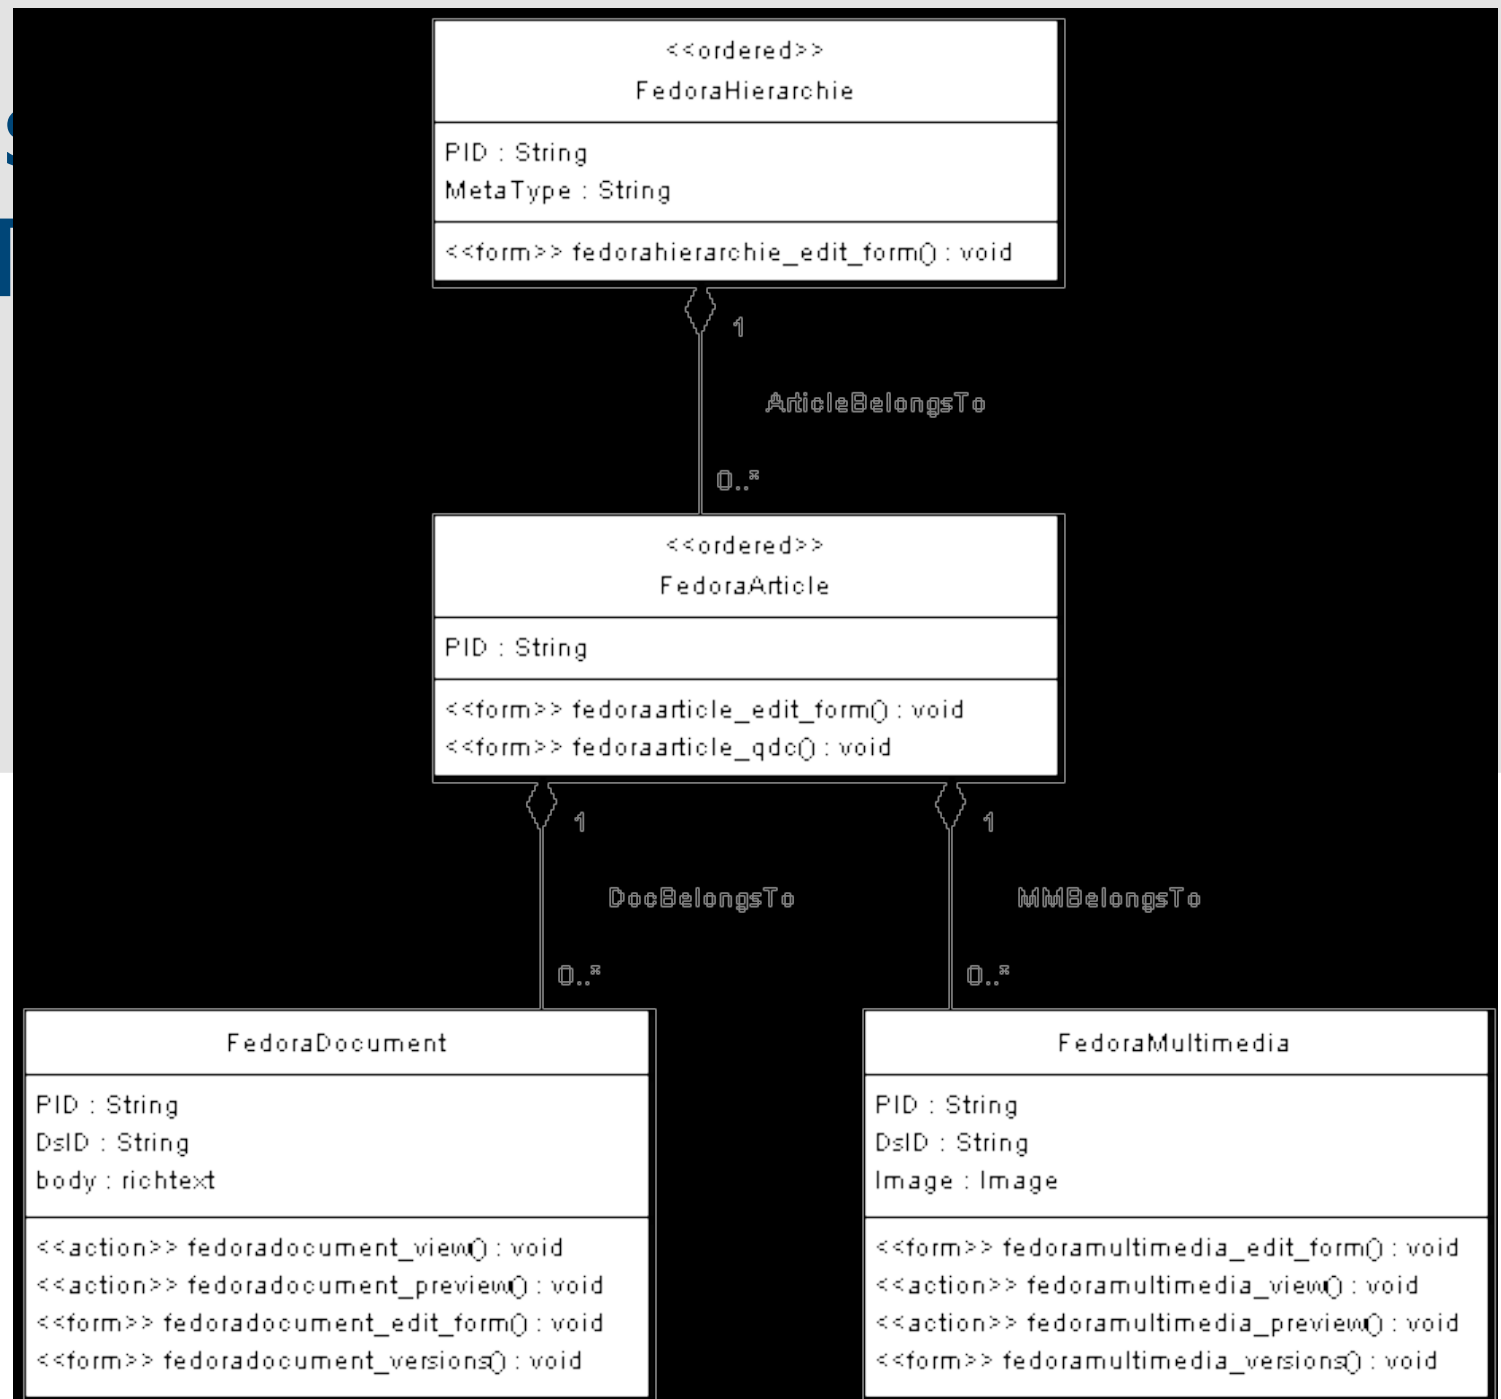 <<ordered>>
FedoraHierarchie
PID : String
MetaType : String
<<form>> fedorahierarchie_edit_form() : void
1
ArticleBelongsTo
0..*
<<ordered>>
FedoraArticle
PID : String
<<form>> fedoraarticle_edit_form() : void
<<form>> fedoraarticle_qdc() : void
1
1
DocBelongsTo
MMBelongsTo
0..*
0..*
FedoraDocument
PID : String
DsID : String
body : richtext
<<action>> fedoradocument_view() : void
<<action>> fedoradocument_preview() : void
<<form>> fedoradocument_edit_form() : void
<<form>> fedoradocument_versions() : void
FedoraMultimedia
PID : String
DsID : String
Image : Image
<<form>> fedoramultimedia_edit_form() : void
<<action>> fedoramultimedia_view() : void
<<action>> fedoramultimedia_preview() : void
<<form>> fedoramultimedia_versions() : void